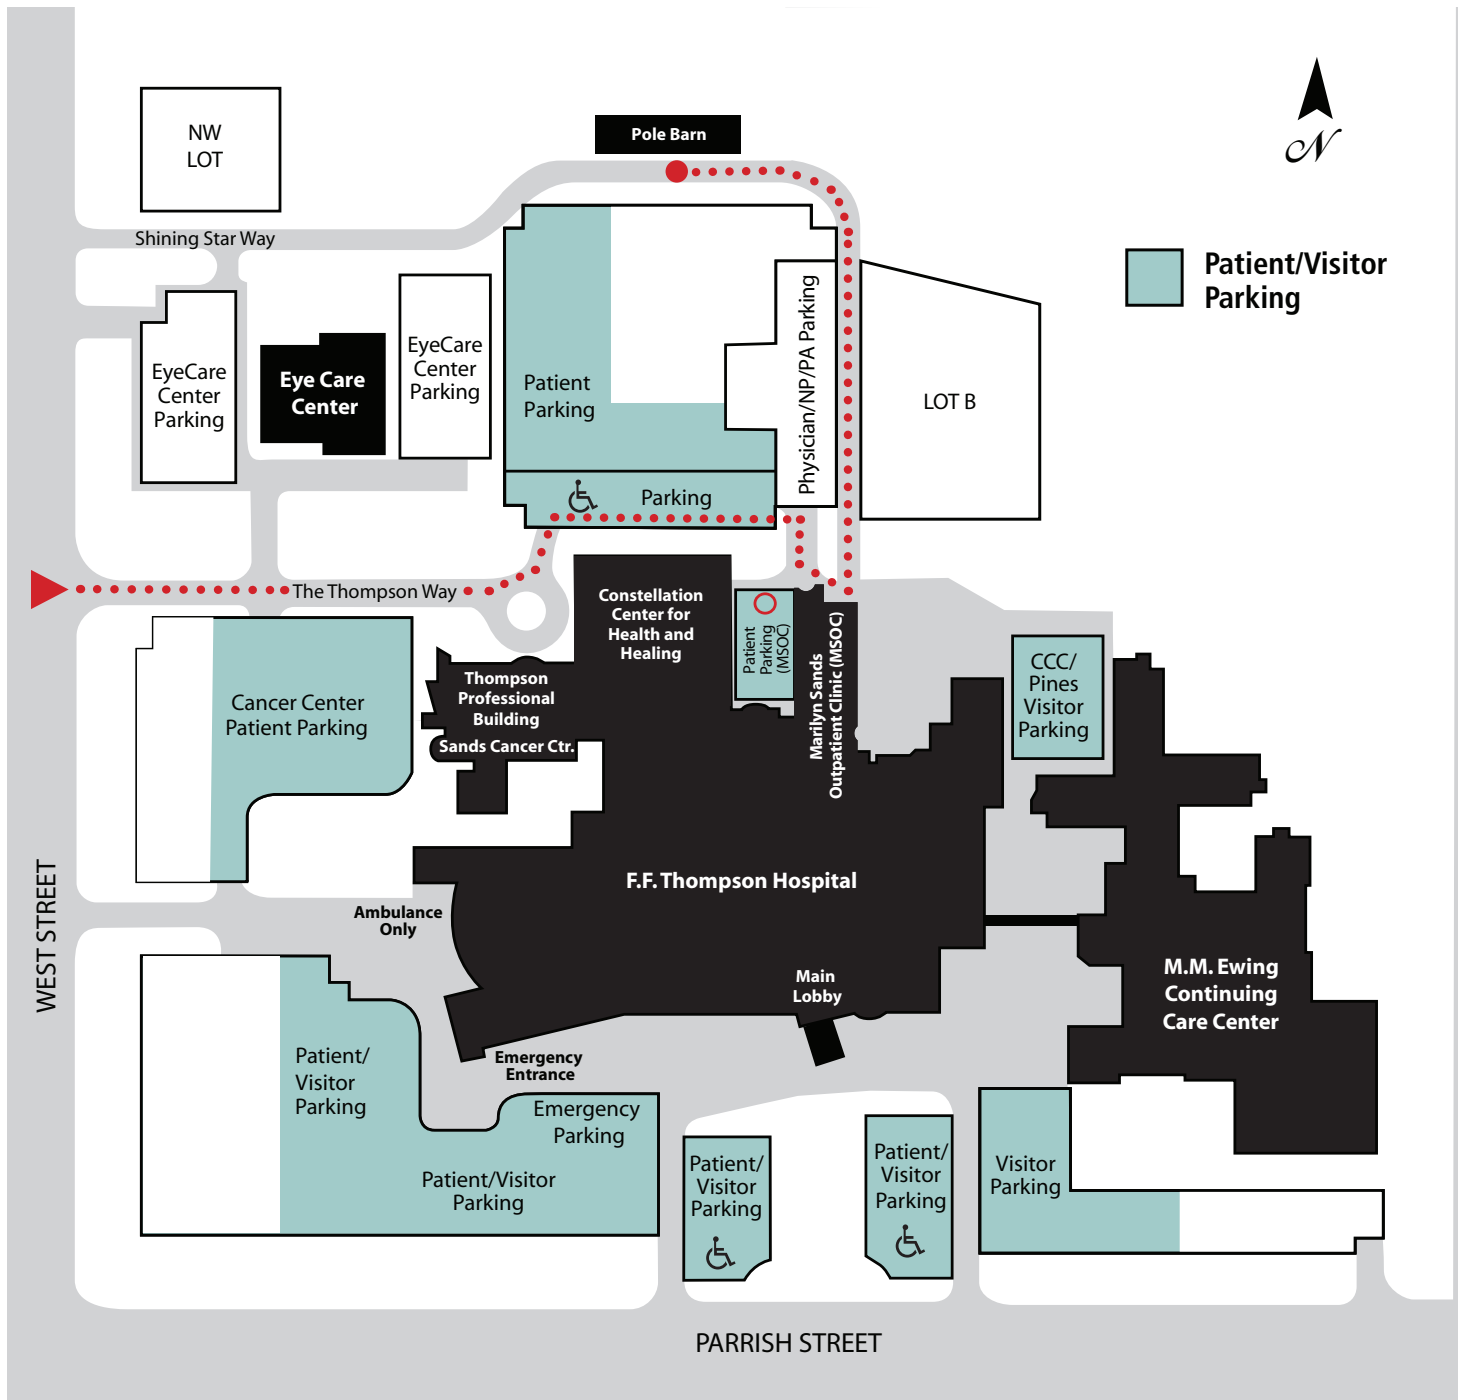 NW
LOT
Pole Barn
N
Shining Star Way
Patient/Visitor
Parking
EyeCare
Center
Parking
Eye Care
Center
EyeCare
Center
Parking
Patient
Parking
Physician/NP/PA Parking
LOT B
Parking
The Thompson Way
Constellation
Center for
Health and
Healing
Patient
Parking
(MSOC)
Marilyn Sands
Outpatient Clinic (MSOC)
CCC/
Pines
Visitor
Parking
Thompson
Professional
Building
Sands Cancer Ctr.
Cancer Center
Patient Parking
F.F. Thompson Hospital
WEST STREET
Ambulance
Only
Main
Lobby
M.M. Ewing
Continuing
Care Center
Emergency
Entrance
Patient/
Visitor
Parking
Emergency
Parking
Patient/Visitor
Parking
Patient/
Visitor
Parking
Patient/
Visitor
Parking
Visitor
Parking
PARRISH STREET